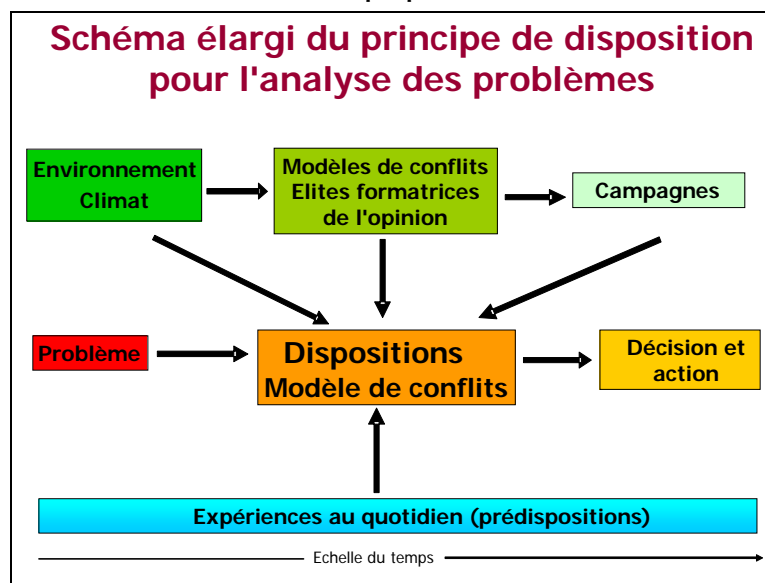 Schéma élargi du principe de disposition
pour l'analyse des problèmes
Environnement
Climat
Modèles de conflits
Elites formatrices
de l'opinion
Campagnes
Problème
Dispositions
Modèle de conflits
Décision et
action
Expériences au quotidien (prédispositions)
Echelle du temps